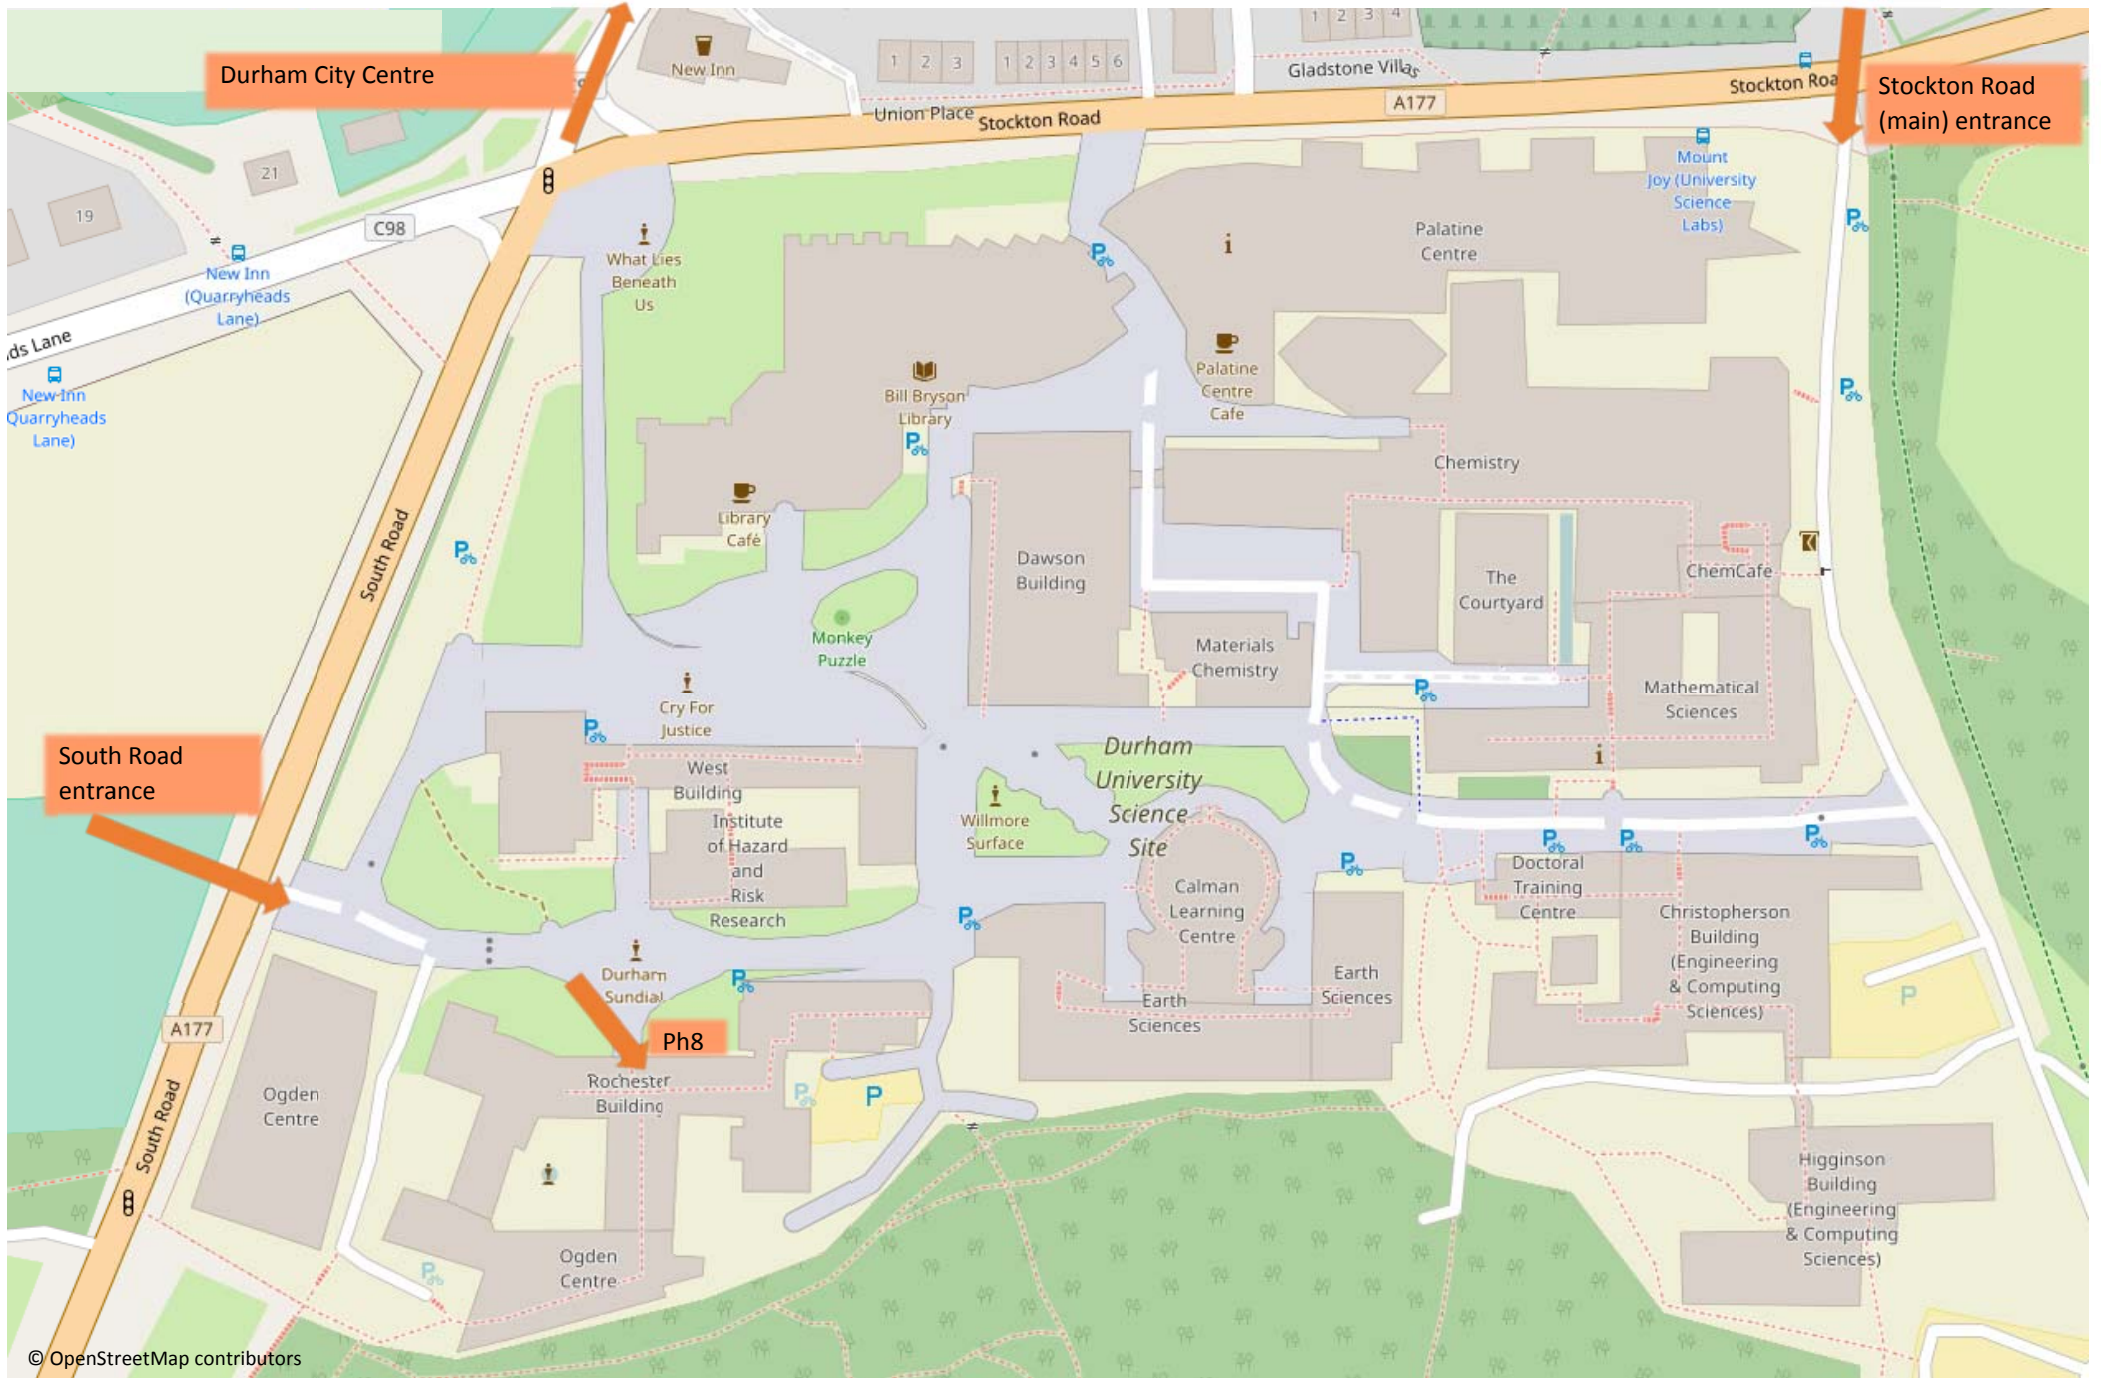 Durham City Centre
New Inn
1 2 3
1 2 3 4 5 6
1 2 3 4
Gladstone Villas
Union Place
Stockton Road
A177
Stockton Roa
Stockton Road
(main) entrance
21
19
C98
New Inn
(Quarryheads
Lane)
ds Lane
New Inn
Quarryheads
Lane)
What Lies
Beneath
Us
Palatine
Centre
Mount
Joy (University
Science
Labs)
Bill Bryson
Library
Palatine
Centre
Cafe
Chemistry
Library
Café
South Road
Dawson
Building
The
Courtyard
ChemCafe
Monkey
Puzzle
Materials
Chemistry
Mathematical
Sciences
Cry For
Justice
South Road
entrance
West
Building
Durham
University
Science
Site
Institute
of Hazard
and
Risk
Research
Willmore
Surface
Calman
Learning
Centre
Doctoral
Training
Centre
Christopherson
Building
(Engineering
& Computing
Sciences)
Durham
Sundial
Earth
Sciences
Earth
Sciences
P
A177
Ph8
Rochester
Building
P
Ogden
Centre
South Road
Higginson
Building
(Engineering
& Computing
Sciences)
Ogden
Centre
© OpenStreetMap contributors